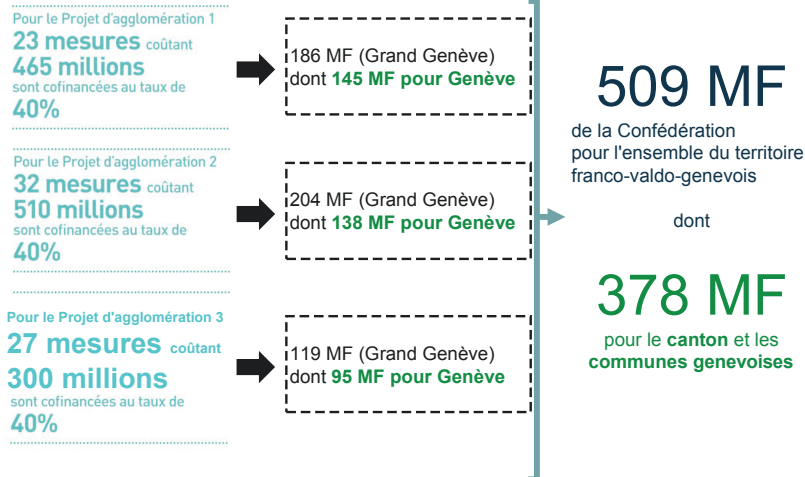 Pour le Projet d'agglomération 1
23 mesures coûtant
465 millions
sont cofinancées au taux de
40%
186 MF (Grand Genève)
dont 145 MF pour Genève
Pour le Projet d'agglomération 2
32 mesures coûtant
510 millions
sont cofinancées au taux de
40%
204 MF (Grand Genève)
dont 138 MF pour Genève
Pour le Projet d'agglomération 3
27 mesures coûtant
300 millions
sont cofinancées au taux de
40%
119 MF (Grand Genève)
dont 95 MF pour Genève
509 MF
de la Confédération
pour l'ensemble du territoire
franco-valdo-genevois
dont
378 MF
pour le canton et les
communes genevoises